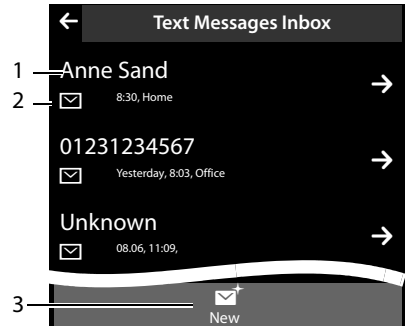 Text Messages Inbox
1 Anne Sand
2 8:30, Home
01231234567
Yesterday, 8:03, Office
Unknown
08.06, 11:09,
3
New